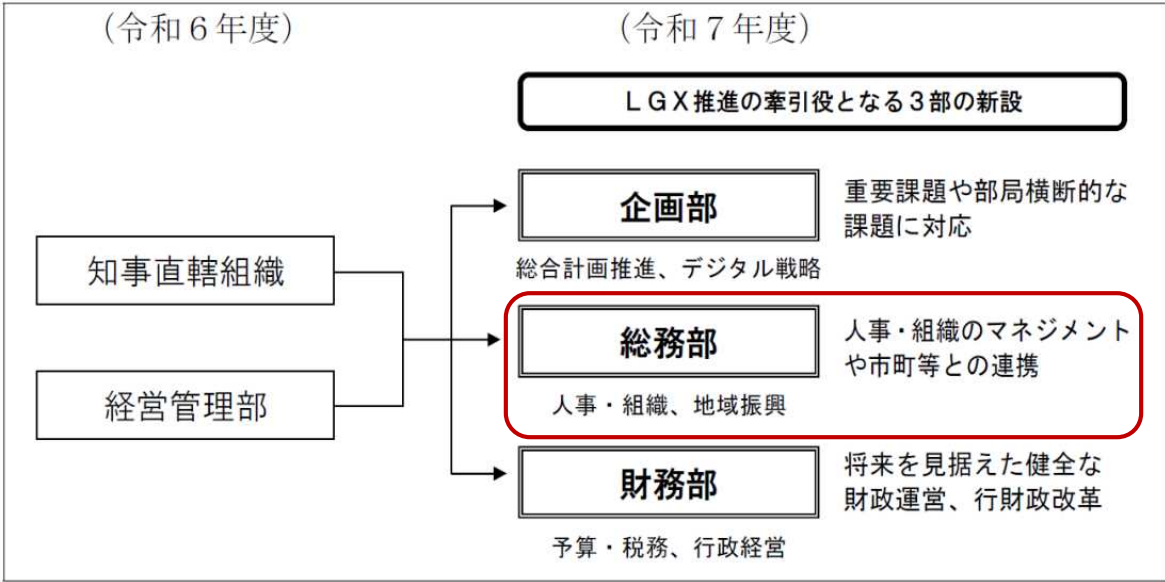 (令和6年度)
(令和7年度)
LGX推進の牽引役となる3部の新設
知事直轄組織
経営管理部
企画部
重要課題や部局横断的な
課題に対応
総合計画推進、デジタル戦略
総務部
人事・組織のマネジメント
や市町等との連携
人事・組織、地域振興
財務部
将来を見据えた健全な
財政運営、行財政改革
予算・税務、行政経営